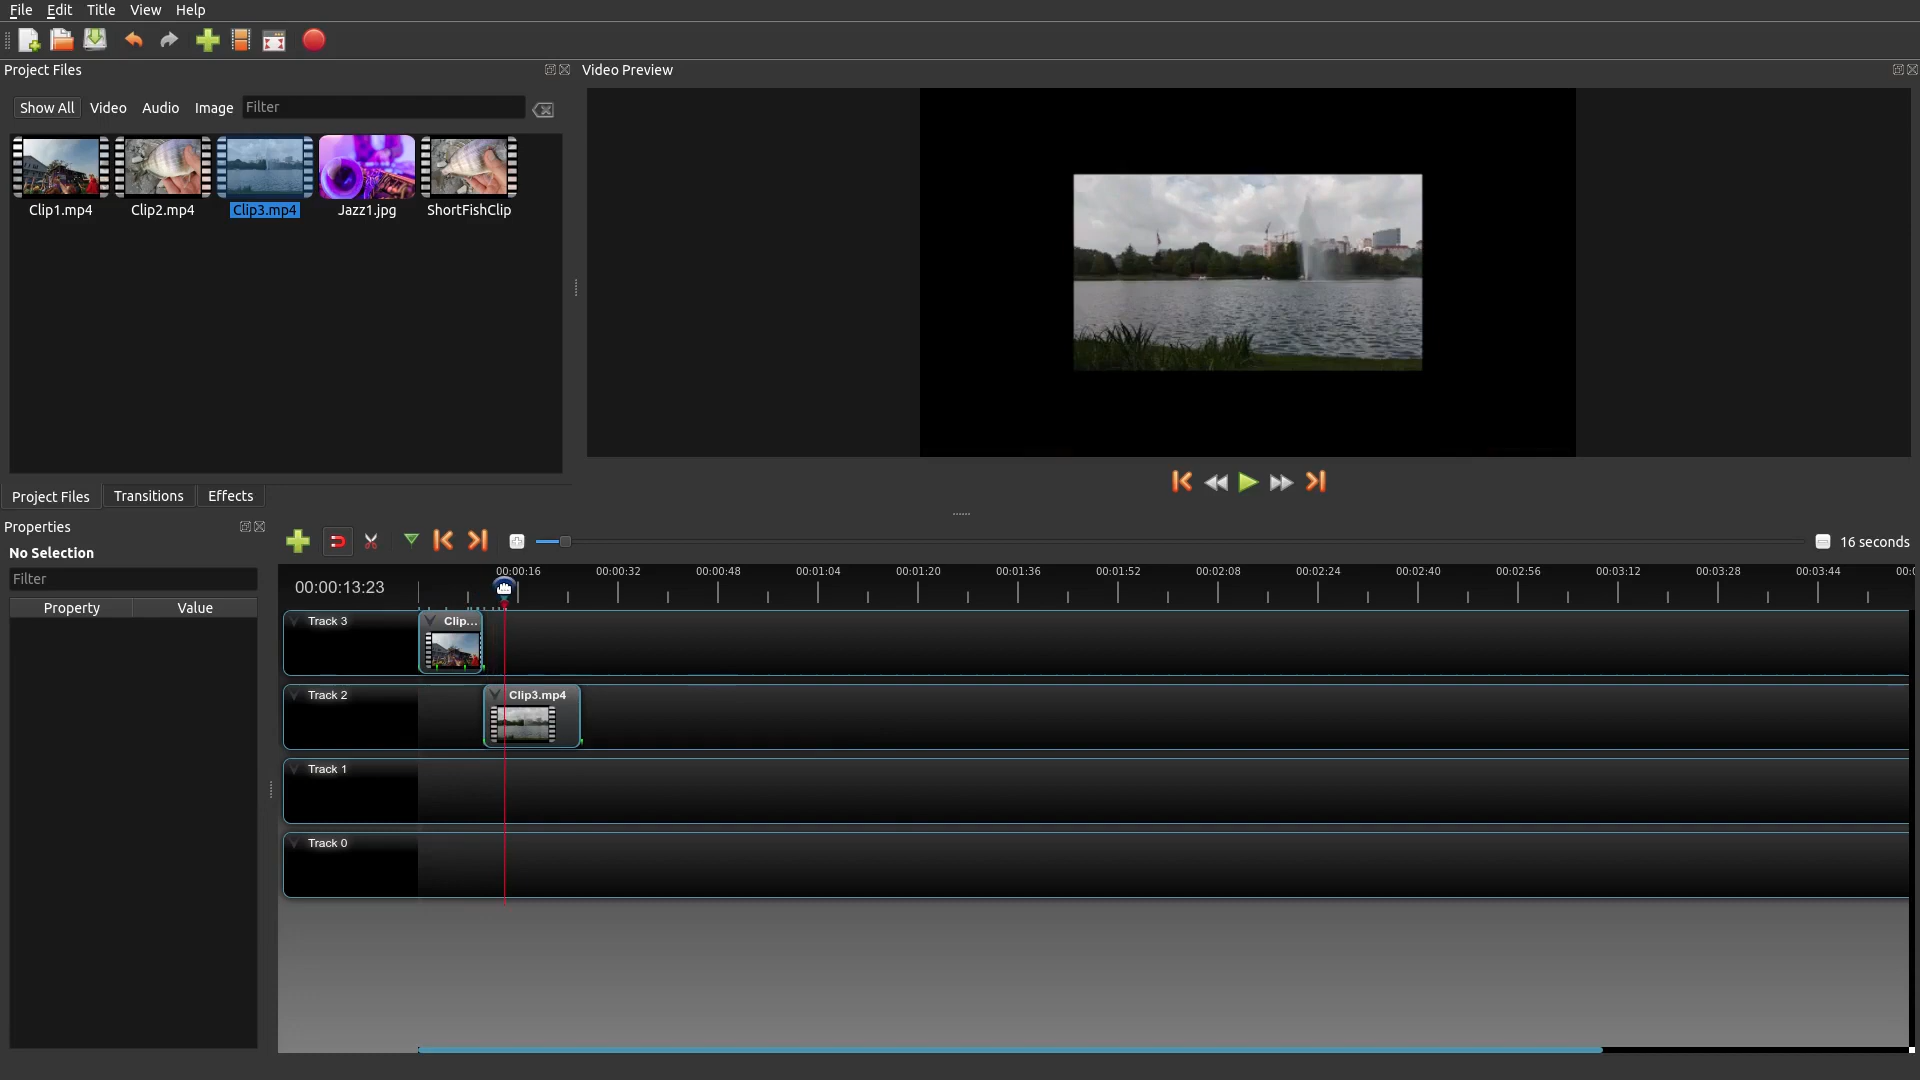 File Edit Title View Help
Project Files
Video Preview
Show All Video Audio Image Filter
Clip1.mp4 Clip2.mp4 Clip3.mp4 Jazz1.jpg ShortFishClip
Project Files Transitions Effects
Properties
No Selection
Filter
Property Value
16 seconds
00:00:13:23
00:00:16 00:00:32 00:00:48 00:01:04 00:01:20 00:01:36 00:01:52 00:02:08 00:02:24 00:02:40 00:02:56 00:03:12 00:03:28 00:03:44 00:0
Track 3
Clip...
Track 2
Clip3.mp4
Track 1
Track 0